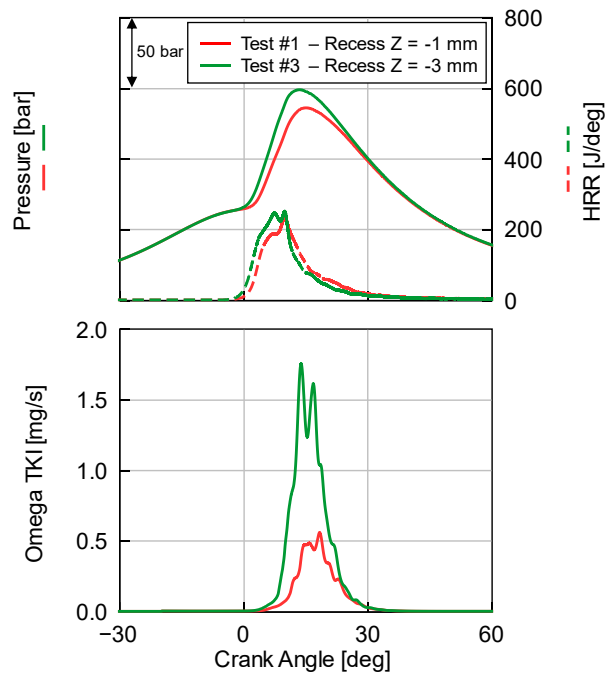 50 bar
Test #1 – Recess Z = -1 mm
Test #3 – Recess Z = -3 mm
800
600
400
200
0
Pressure [bar]
HRR [J/deg]
2.0
1.5
1.0
0.5
0.0
Omega TKI [mg/s]
−30 0 30 60
Crank Angle [deg]